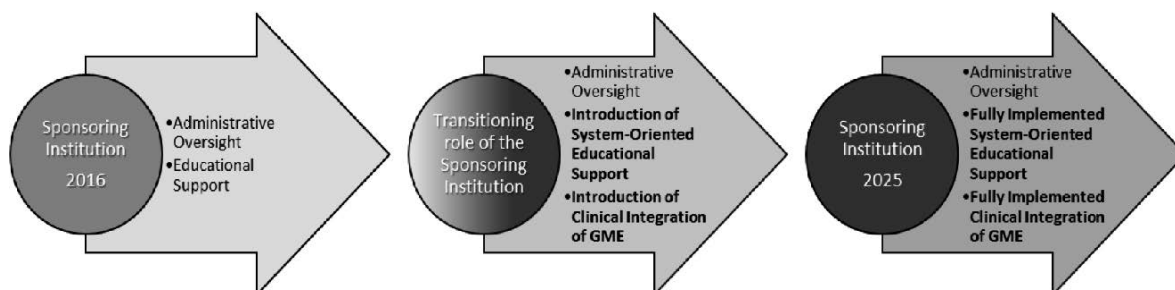 Sponsoring
Institution
2016
•Administrative
Oversight
•Educational
Support
Transitioning
role of the
Sponsoring
Institution
•Administrative
Oversight
•Introduction of
System-Oriented
Educational
Support
•Introduction of
Clinical Integration
of GME
Sponsoring
Institution
2025
•Administrative
Oversight
•Fully Implemented
System-Oriented
Educational
Support
•Fully Implemented
Clinical Integration
of GME